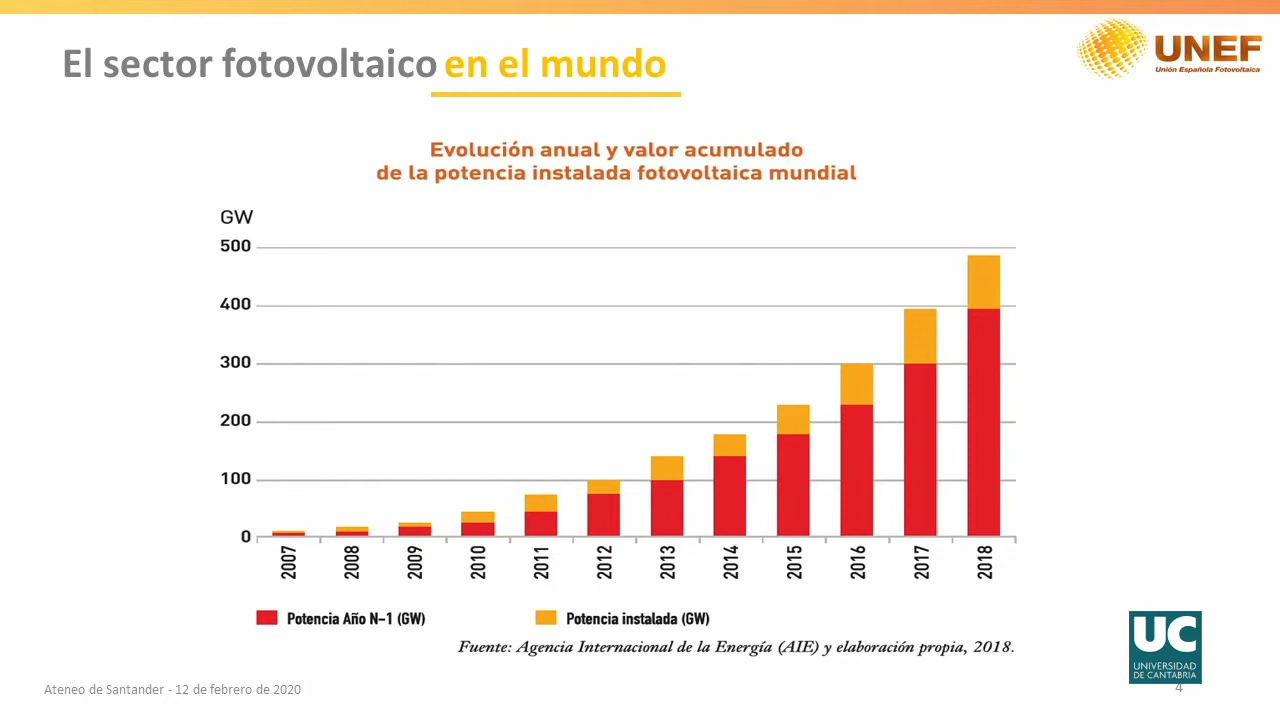 El sector fotovoltaico en el mundo
UNEF
Unión Española Fotovoltaica
Evolución anual y valor acumulado
de la potencia instalada fotovoltaica mundial
GW
500
400
300
200
100
0
2007 2008 2009 2010 2011 2012 2013 2014 2015 2016 2017 2018
Potencia Año N-1 (GW) Potencia instalada (GW)
Fuente: Agencia Internacional de la Energía (AIE) y elaboración propia, 2018.
UC
UNIVERSIDAD
DE CANTABRIA
Ateneo de Santander - 12 de febrero de 2020
4